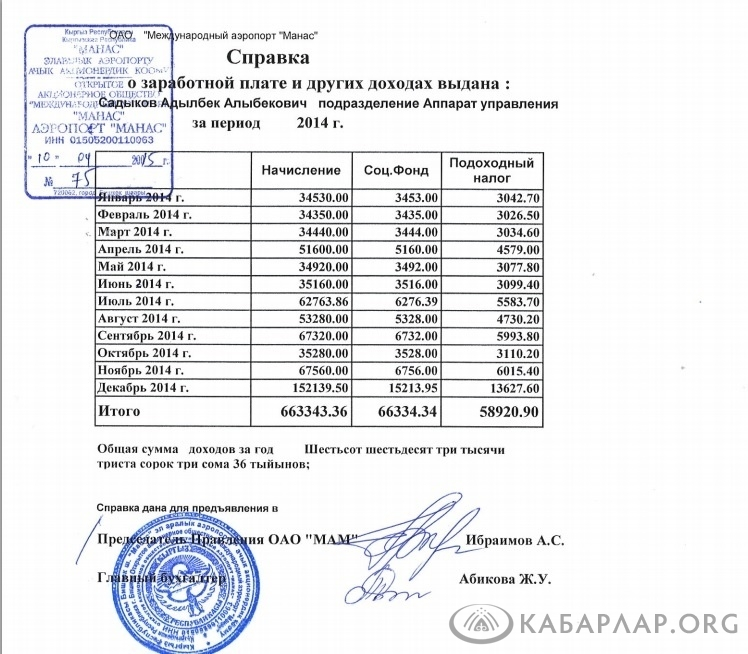 ОАО "Международный аэропорт "Манас"
Справка
о заработной плате и других доходах выдана :
Садыков Адылбек Алыбекович подразделение Аппарат управления
за период 2014 г.
Кыргыз Республикасы
"МАНАС"
ЭЛ АРАЛЫК АЭРОПОРТУ
ОТКРЫТОЕ
АКЦИОНЕРНОЕ ОБЩЕСТВО
"МАНАС"
АЭРОПОРТ "МАНАС"
ИНН 01505200110063
"10" 04 2015 г.
№ 75
Начисление Соц.Фонд Подоходный
налог
Январь 2014 г. 34530.00 3453.00 3042.70
Февраль 2014 г. 34350.00 3435.00 3026.50
Март 2014 г. 34440.00 3444.00 3034.60
Апрель 2014 г. 51600.00 5160.00 4579.00
Май 2014 г. 34920.00 3492.00 3077.80
Июнь 2014 г. 35160.00 3516.00 3099.40
Июль 2014 г. 62763.86 6276.39 5583.70
Август 2014 г. 53280.00 5328.00 4730.20
Сентябрь 2014 г. 67320.00 6732.00 5993.80
Октябрь 2014 г. 35280.00 3528.00 3110.20
Ноябрь 2014 г. 67560.00 6756.00 6015.40
Декабрь 2014 г. 152139.50 15213.95 13627.60
Итого 663343.36 66334.34 58920.90
Общая сумма доходов за год Шестьсот шестьдесят три тысячи
триста сорок три сома 36 тыйынов;
Справка дана для предъявления в
Председатель Правления ОАО "МАМ" Ибраимов А.С.
Главный бухгалтер Абикова Ж.У.
КАБАРЛАР.ORG